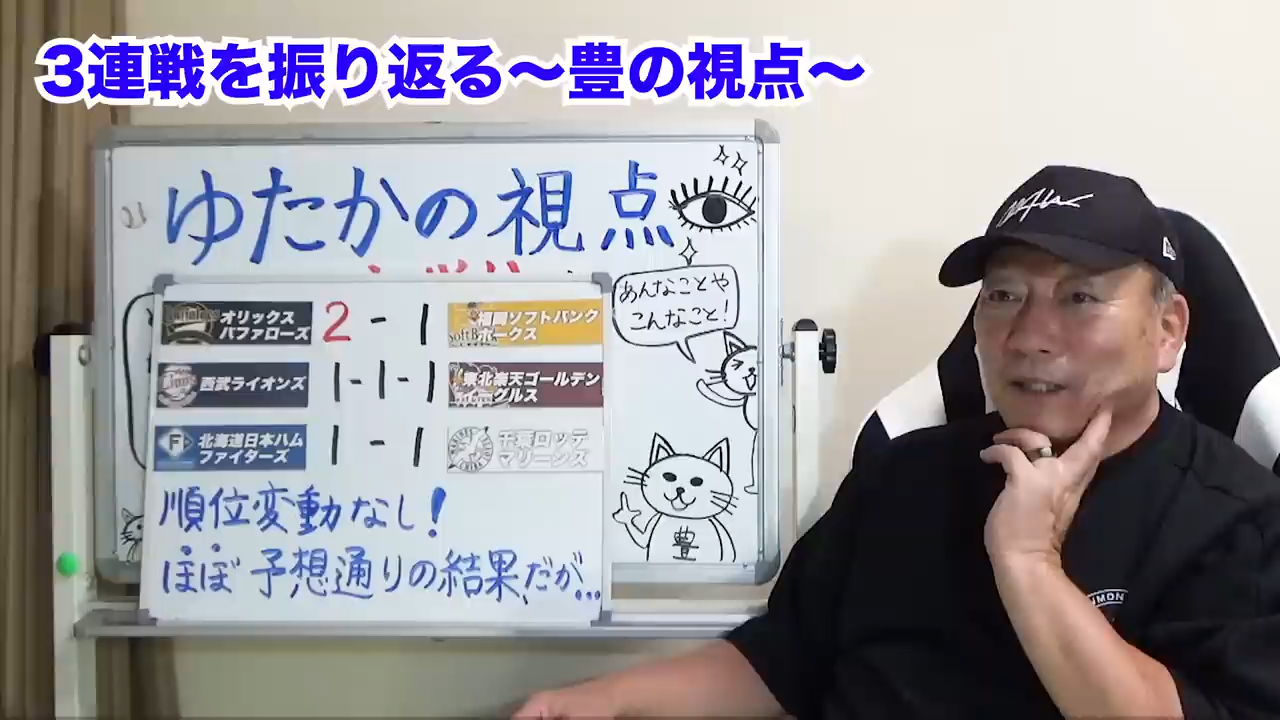 3連戦を振り返る〜豊の視点〜
ゆたかの視点
あんなことや
こんなこと!
オリックス
バファローズ
2 - 1
福岡ソフトバンク
ホークス
西武ライオンズ
1 - 1 - 1
東北楽天ゴールデン
グルス
F
北海道日本ハム
ファイターズ
1 - 1
千葉ロッテ
マリーンズ
順位変動なし!
ほぼ予想通りの結果だが...
豊